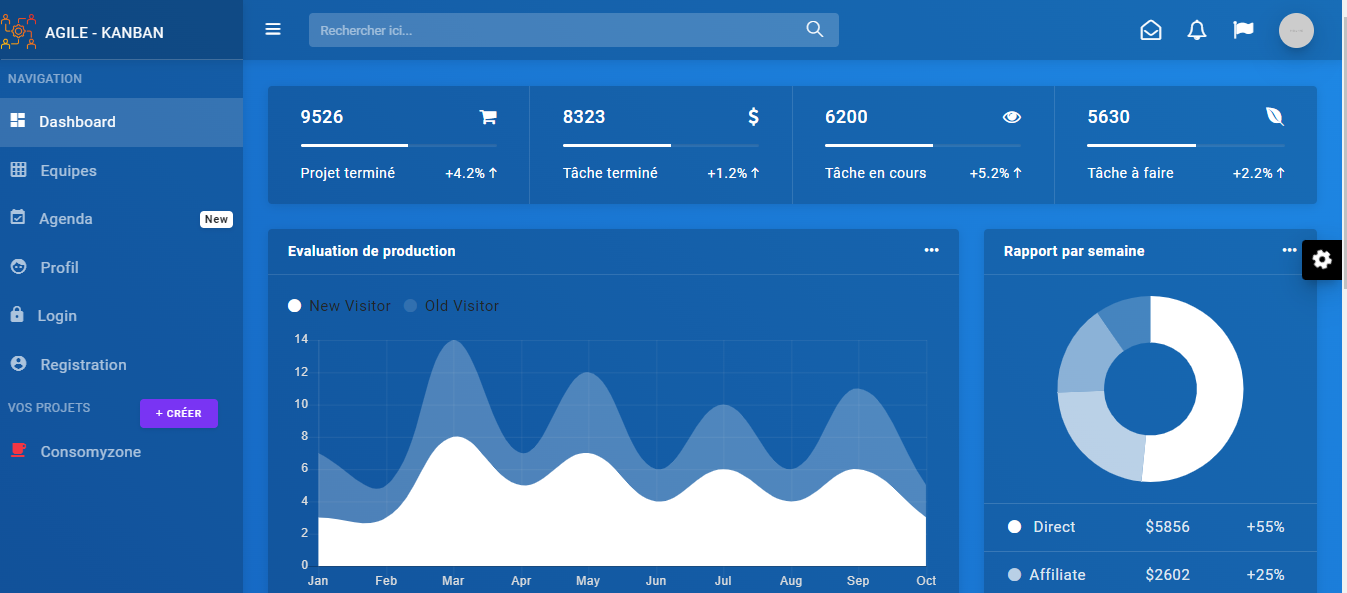 AGILE - KANBAN
Rechercher ici...
NAVIGATION
Dashboard
Equipes
Agenda New
Profil
Login
Registration
VOS PROJETS + CRÉER
Consomyzone
9526
Projet terminé +4.2%
8323
Tâche terminé +1.2%
6200
Tâche en cours +5.2%
5630
Tâche à faire +2.2%
Evaluation de production
New Visitor Old Visitor
14
12
10
8
6
4
2
0
Jan Feb Mar Apr May Jun Jul Aug Sep Oct
Rapport par semaine
Direct $5856 +55%
Affiliate $2602 +25%